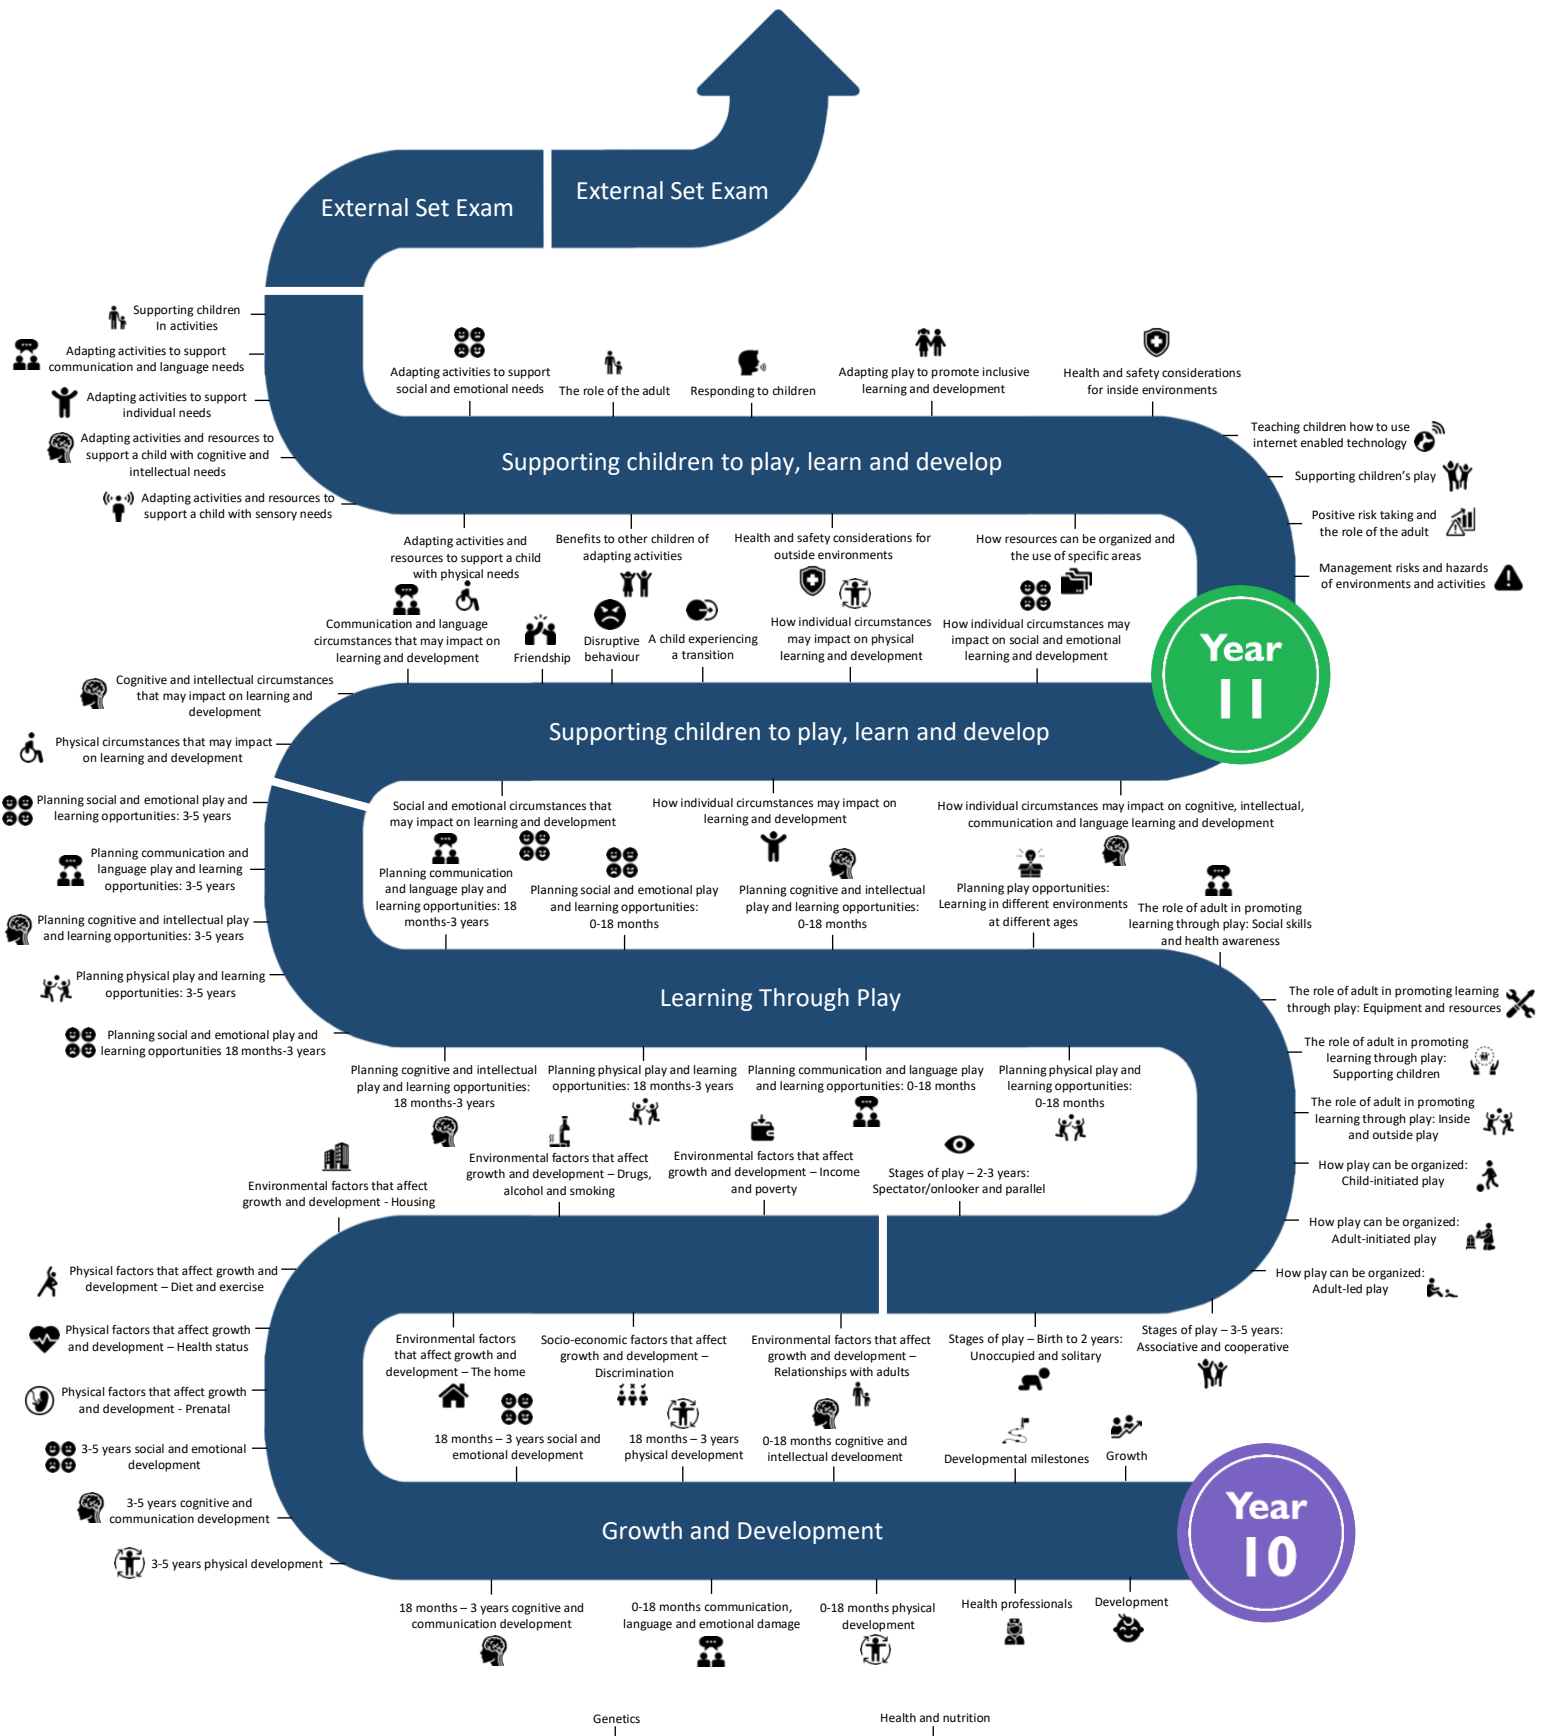 External Set Exam
External Set Exam
Supporting children
In activities
Adapting activities to support
communication and language needs
Adapting activities to support
individual needs
Adapting activities and resources to
support a child with cognitive and
intellectual needs
Adapting activities and resources to
support a child with sensory needs
Adapting activities to support
social and emotional needs
The role of the adult
Responding to children
Adapting play to promote inclusive
learning and development
Health and safety considerations
for inside environments
Teaching children how to use
internet enabled technology
Supporting children’s play
Positive risk taking and
the role of the adult
Management risks and hazards
of environments and activities
Supporting children to play, learn and develop
Adapting activities and
resources to support a child
with physical needs
Benefits to other children of
adapting activities
Health and safety considerations for
outside environments
How resources can be organized and
the use of specific areas
Communication and language
circumstances that may impact on
learning and development
Friendship
Disruptive
behaviour
A child experiencing
a transition
How individual circumstances
may impact on physical
learning and development
How individual circumstances may
impact on social and emotional
learning and development
Year
11
Cognitive and intellectual circumstances
that may impact on learning and
development
Physical circumstances that may impact
on learning and development
Supporting children to play, learn and develop
Planning social and emotional play and
learning opportunities: 3-5 years
Planning communication and
language play and learning
opportunities: 3-5 years
Planning cognitive and intellectual play
and learning opportunities: 3-5 years
Planning physical play and learning
opportunities: 3-5 years
Planning social and emotional play and
learning opportunities 18 months-3 years
Social and emotional circumstances that
may impact on learning and development
How individual circumstances may impact on
learning and development
How individual circumstances may impact on cognitive, intellectual,
communication and language learning and development
Planning communication
and language play and
learning opportunities: 18
months-3 years
Planning social and emotional play
and learning opportunities:
0-18 months
Planning cognitive and intellectual
play and learning opportunities:
0-18 months
Planning play opportunities:
Learning in different environments
at different ages
The role of adult in promoting
learning through play: Social skills
and health awareness
Learning Through Play
The role of adult in promoting learning
through play: Equipment and resources
The role of adult in promoting
learning through play:
Supporting children
The role of adult in promoting
learning through play: Inside
and outside play
How play can be organized:
Child-initiated play
How play can be organized:
Adult-initiated play
How play can be organized:
Adult-led play
Planning cognitive and intellectual
play and learning opportunities:
18 months-3 years
Planning physical play and learning
opportunities: 18 months-3 years
Planning communication and language play
and learning opportunities: 0-18 months
Planning physical play and
learning opportunities:
0-18 months
Environmental factors that affect
growth and development - Housing
Environmental factors that affect
growth and development – Drugs,
alcohol and smoking
Environmental factors that affect
growth and development – Income
and poverty
Stages of play – 2-3 years:
Spectator/onlooker and parallel
Physical factors that affect growth and
development – Diet and exercise
Physical factors that affect growth
and development – Health status
Physical factors that affect growth
and development - Prenatal
3-5 years social and emotional
development
3-5 years cognitive and
communication development
3-5 years physical development
Environmental factors
that affect growth and
development – The home
Socio-economic factors that affect
growth and development –
Discrimination
Environmental factors that affect
growth and development –
Relationships with adults
Stages of play – Birth to 2 years:
Unoccupied and solitary
Stages of play – 3-5 years:
Associative and cooperative
18 months – 3 years social and
emotional development
18 months – 3 years
physical development
0-18 months cognitive and
intellectual development
Developmental milestones
Growth
Growth and Development
Year
10
18 months – 3 years cognitive and
communication development
0-18 months communication,
language and emotional damage
0-18 months physical
development
Health professionals
Development
Genetics
Health and nutrition